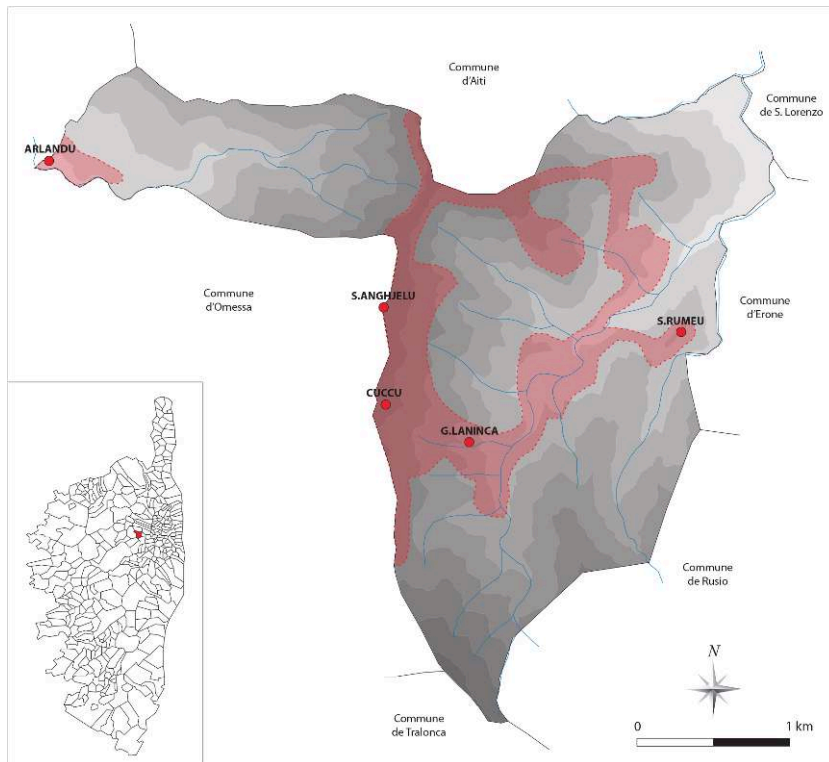 Commune
d'Aiti
Commune
de S. Lorenzo
ARLANDU
Commune
d'Omessa
S.ANGHJELU
Commune
d'Erone
S.RUMEU
CUCCU
G.LANINCA
Commune
de Rusio
N
Commune
de Tralonca
0 1 km